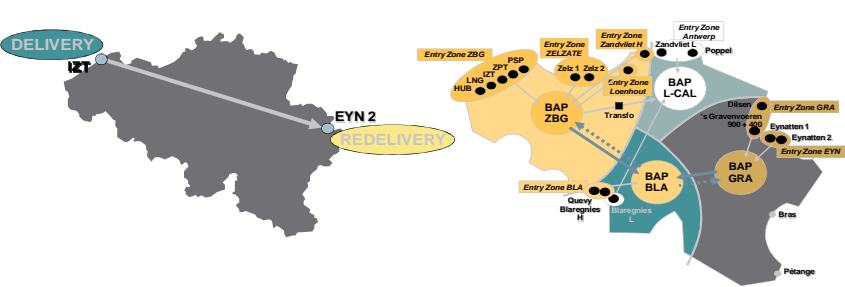 DELIVERY
IZT
EYN 2
REDELIVERY
Entry Zone ZBG
PSP
ZPT
IZT
LNG
HUB
Entry Zone
ZELZATE
Zelz 1 Zelz 2
Entry Zone
Zandvliet H
Entry Zone
Antwerp
Zandvliet L
Poppel
Entry Zone
Loenhout
BAP
L-CAL
BAP
ZBG
Transfo
Dilsen
Entry Zone GRA
's Gravenvoeren
900 + 400
Eynatten 1
Eynatten 2
Entry Zone EYN
BAP
GRA
BAP
BLA
Entry Zone BLA
Quevy
Blaregnies
H
Blaregnies
L
Bras
Pétange